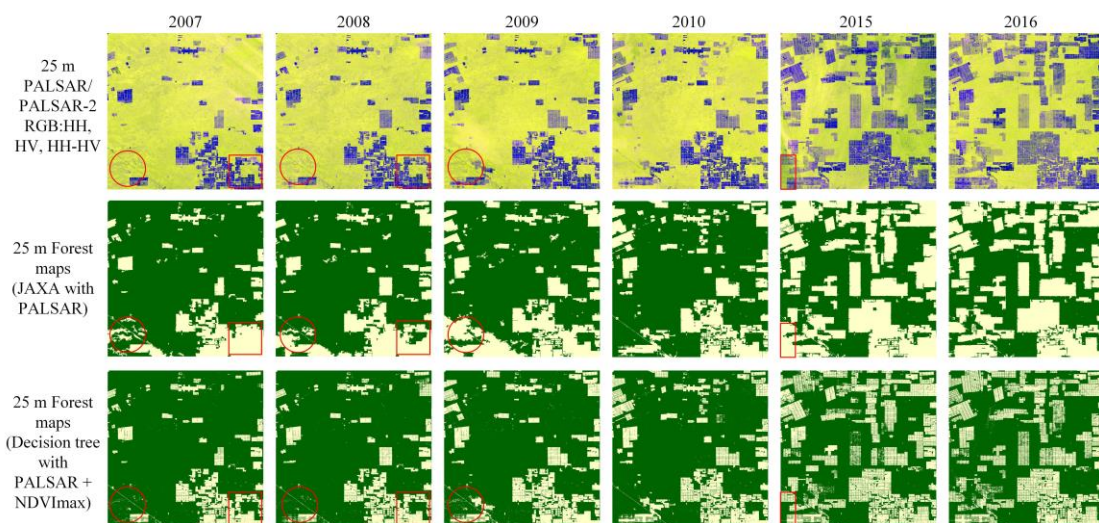 2007 2008 2009 2010 2015 2016
25 m
PALSAR/
PALSAR-2
RGB:HH,
HV, HH-HV
25 m Forest
maps
(JAXA with
PALSAR)
25 m Forest
maps
(Decision tree
with
PALSAR +
NDVImax)